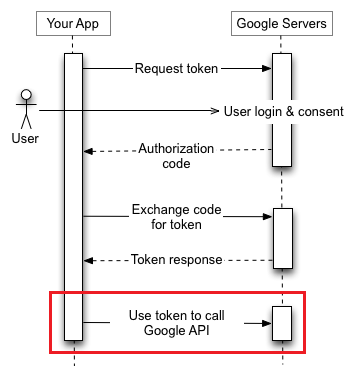 Your App
Google Servers
Request token
User login & consent
User
Authorization
code
Exchange code
for token
Token response
Use token to call
Google API